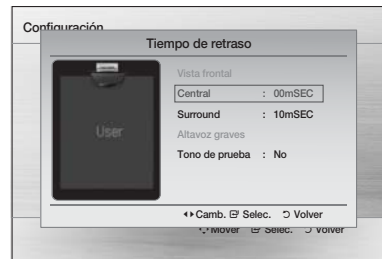 Configuración
Tiempo de retraso
Vista frontal
Central : 00mSEC
Surround : 10mSEC
Altavoz graves
Tono de prueba : No
User
Camb. Selec. Volver
Mover Selec. Volver